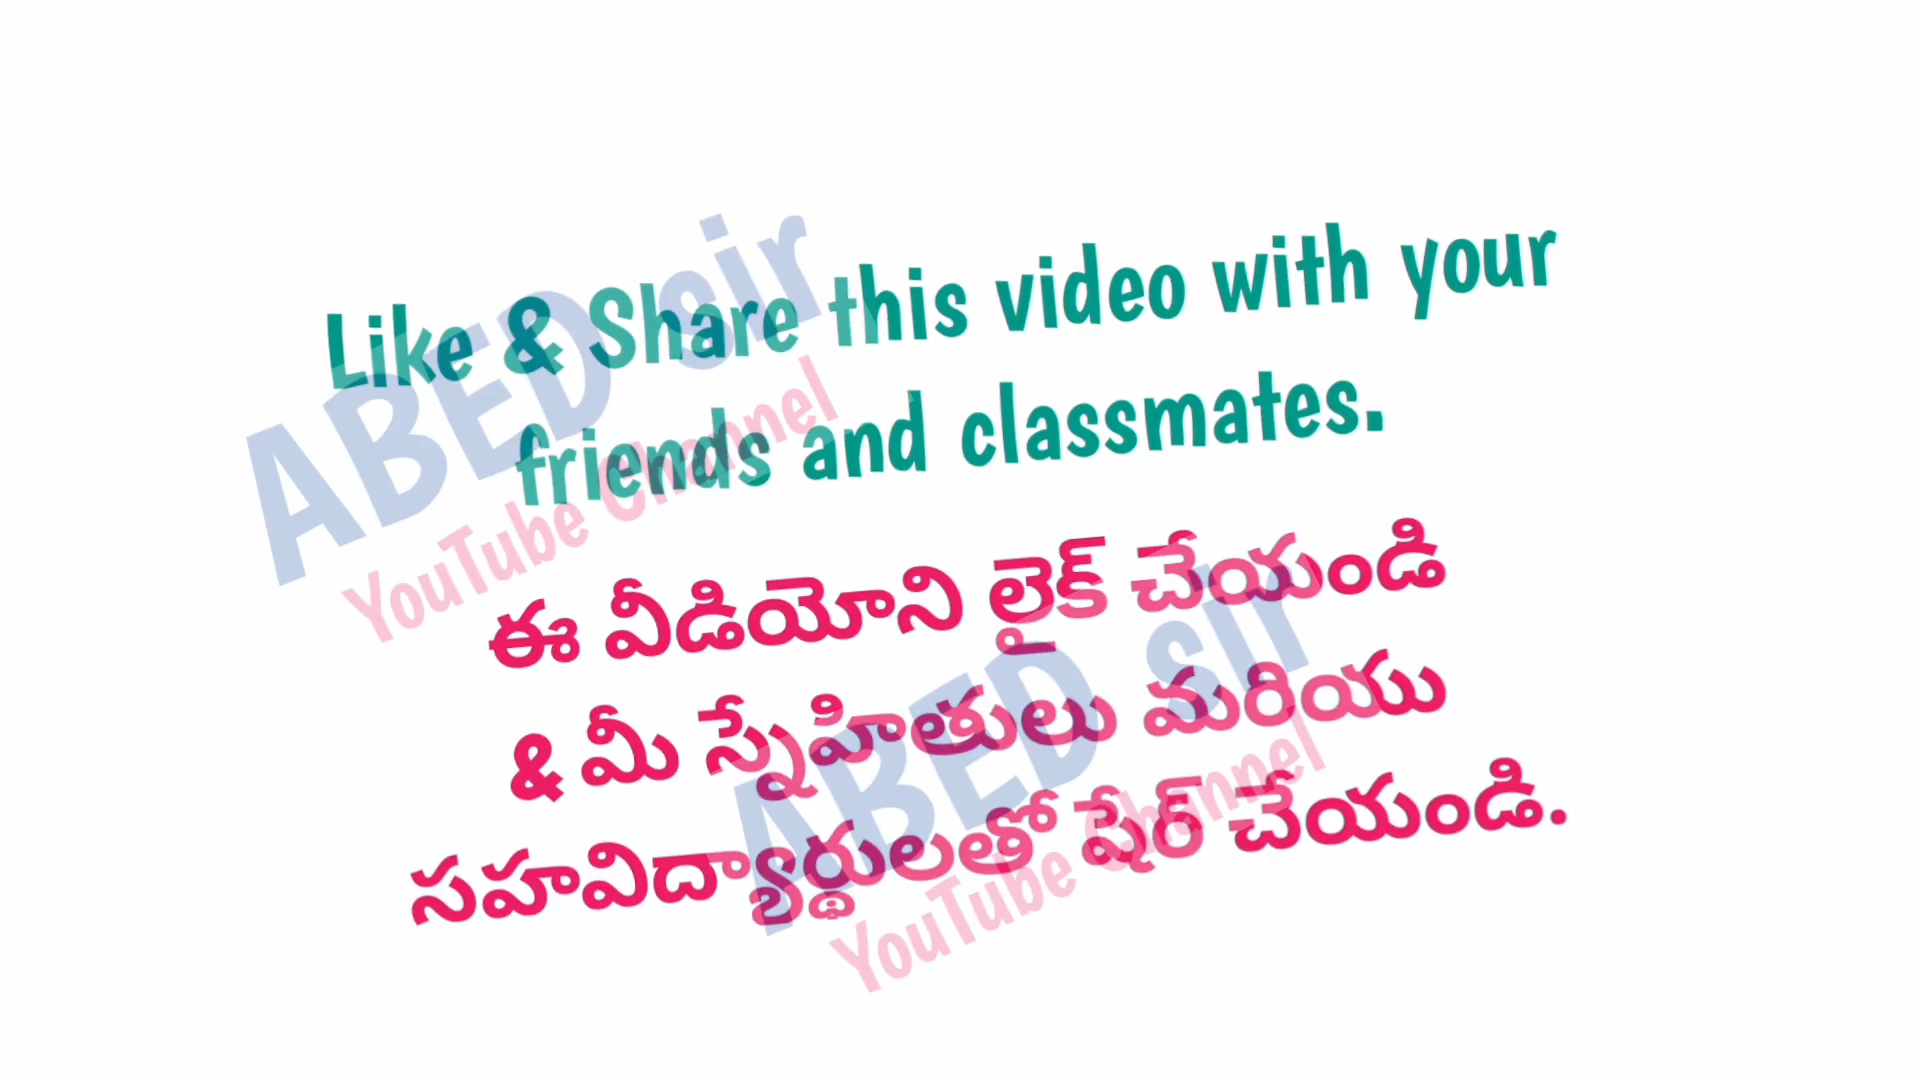 Like & Share this video with your
friends and classmates.
ఈ వీడియోని లైక్ చేయండి
& మీ స్నేహితులు మరియు
సహవిద్యార్థులతో షేర్ చేయండి.
ABED sir
YouTube Channel
ABED sir
YouTube Channel